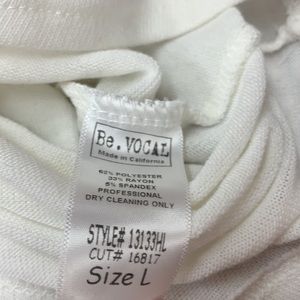 Be.VOCAL
Made in California
62% POLYESTER
33% RAYON
5% SPANDEX
PROFESSIONAL
DRY CLEANING ONLY
STYLE# 13133HL
CUT# 16817
Size L